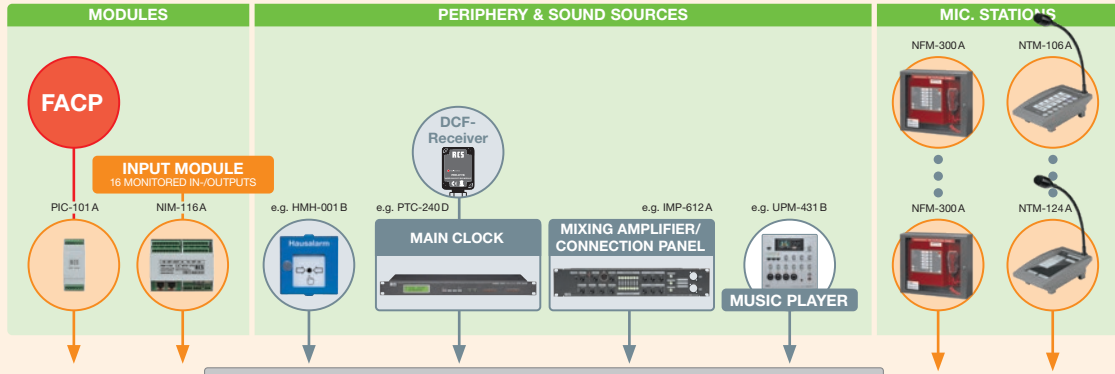 MODULES
PERIPHERY & SOUND SOURCES
MIC. STATIONS
NFM-300 A
NTM-106 A
FACP
DCF-
Receiver
RCS
INPUT MODULE
16 MONITORED IN-/OUTPUTS
PIC-101 A
NIM-116 A
e.g. HMH-001 B
e.g. PTC-240 D
e.g. IMP-612 A
e.g. UPM-431 B
NFM-300 A
NTM-124 A
Hausalarm
MAIN CLOCK
MIXING AMPLIFIER/
CONNECTION PANEL
MUSIC PLAYER